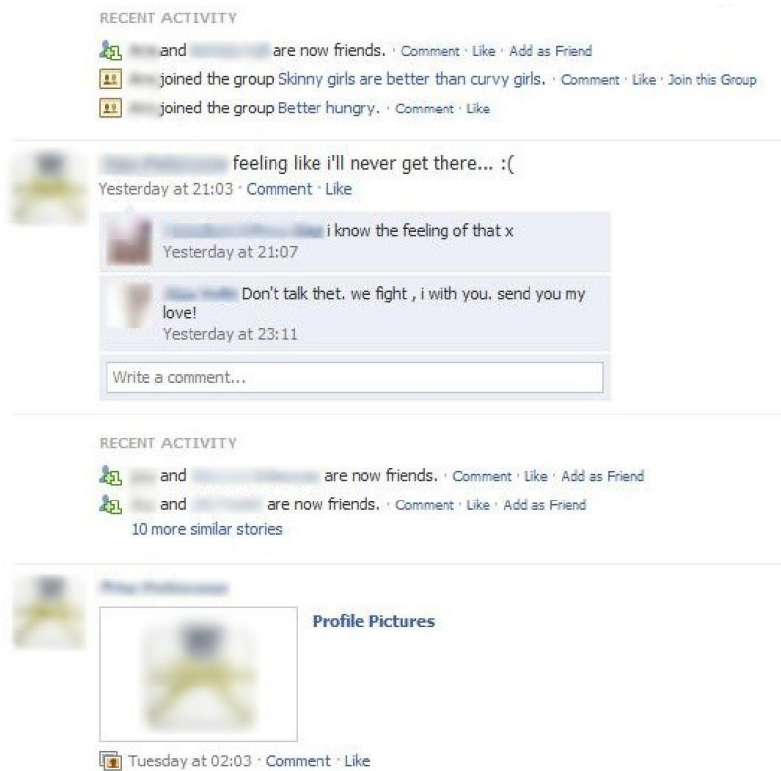 RECENT ACTIVITY
and are now friends. · Comment · Like · Add as Friend
joined the group Skinny girls are better than curvy girls. · Comment · Like · Join this Group
joined the group Better hungry. · Comment · Like
feeling like i'll never get there... :(
Yesterday at 21:03 · Comment · Like
i know the feeling of that x
Yesterday at 21:07
Don't talk thet. we fight , i with you. send you my
love!
Yesterday at 23:11
Write a comment...
RECENT ACTIVITY
and are now friends. · Comment · Like · Add as Friend
and are now friends. · Comment · Like · Add as Friend
10 more similar stories
Profile Pictures
Tuesday at 02:03 · Comment · Like